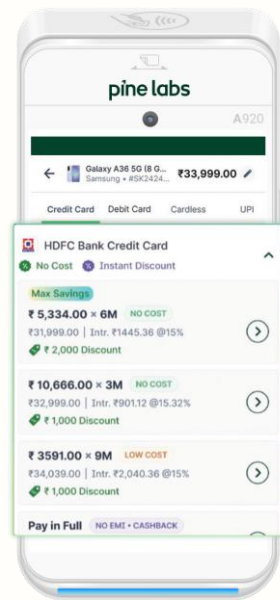 pine labs
A920
Galaxy A36 5G (8 G... ₹33,999.00
Samsung • #SK2424...
Credit Card Debit Card Cardless UPI
HDFC Bank Credit Card
No Cost Instant Discount
Max Savings
₹ 5,334.00 × 6M NO COST
₹31,999.00 | Intr. ₹1445.36 @15%
₹ 2,000 Discount
₹ 10,666.00 × 3M NO COST
₹32,999.00 | Intr. ₹901.12 @15.32%
₹ 1,000 Discount
₹ 3591.00 × 9M LOW COST
₹34,039.00 | Intr. ₹2,040.36 @15%
₹ 1,000 Discount
Pay in Full NO EMI • CASHBACK